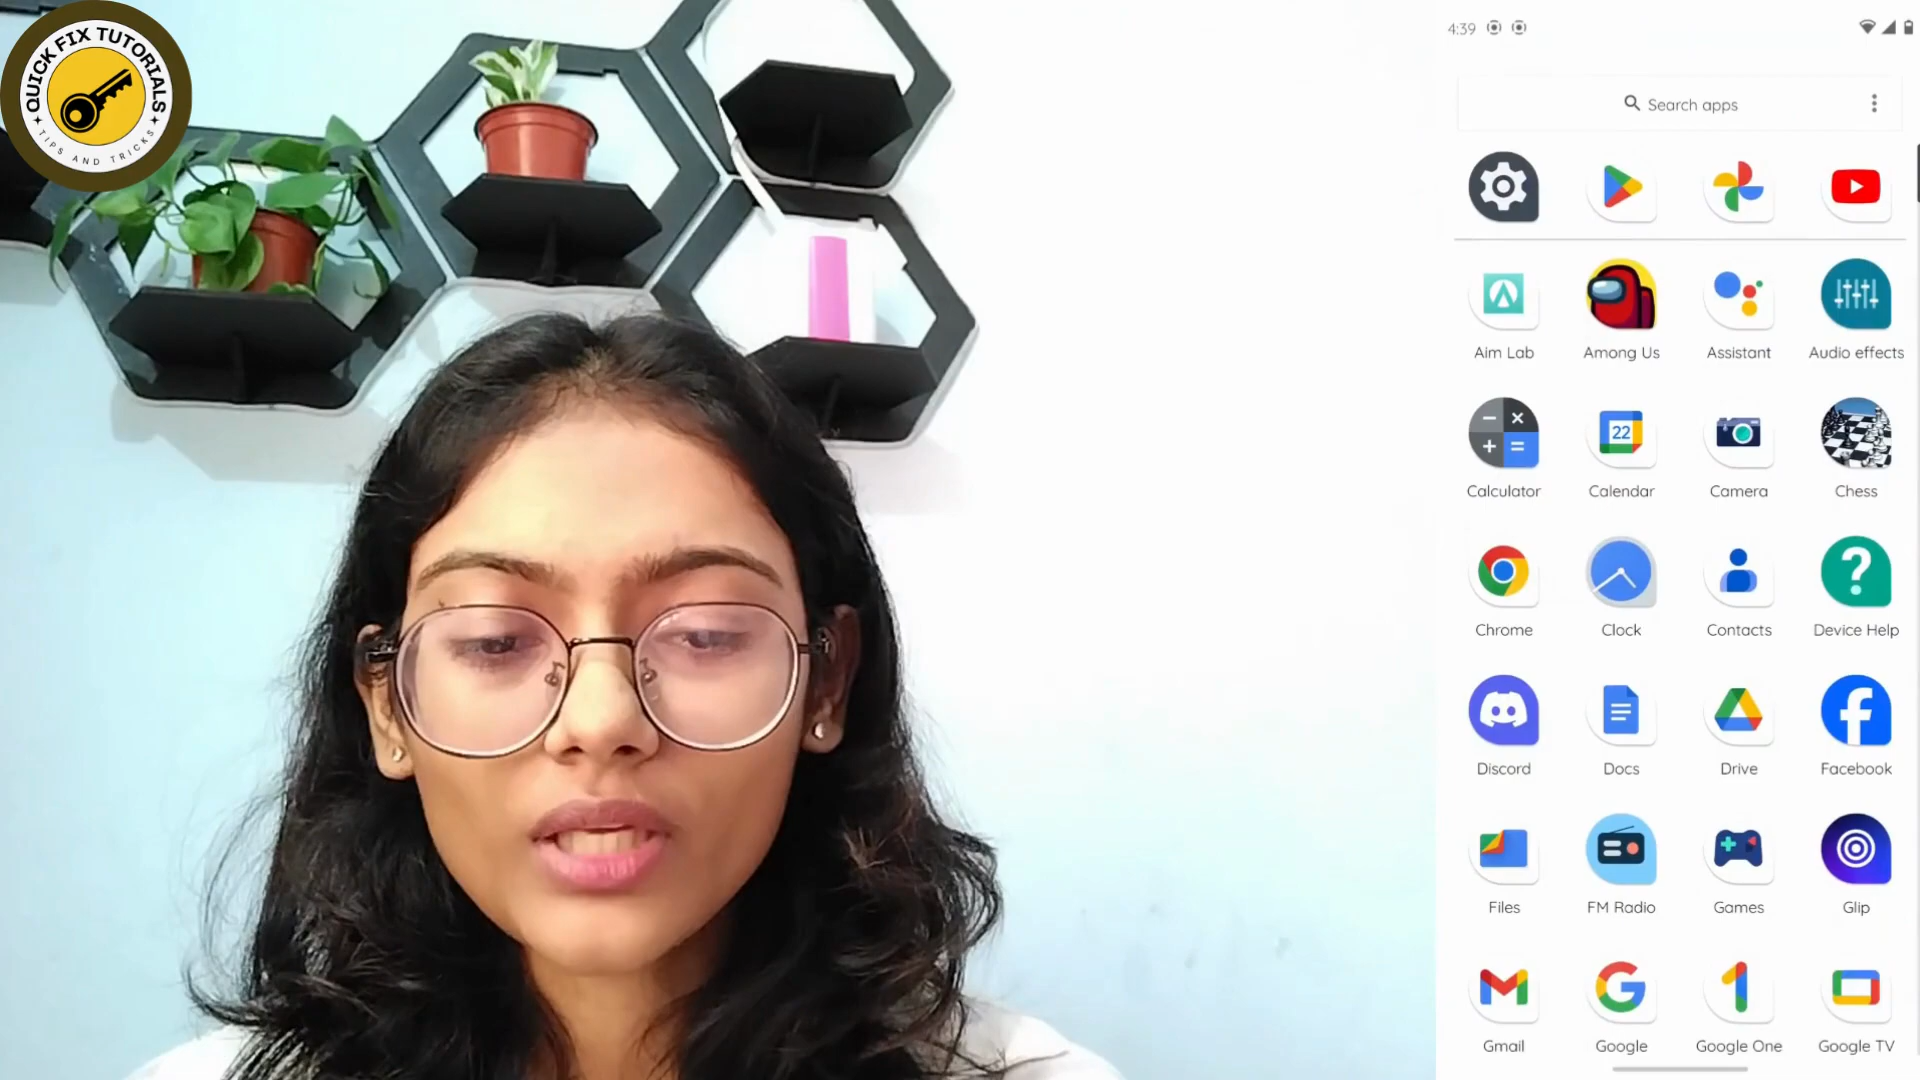 QUICK FIX TUTORIALS
TIPS AND TRICKS
4:39
Search apps
Aim Lab
Among Us
Assistant
Audio effects
22
Calculator
Calendar
Camera
Chess
Chrome
Clock
Contacts
Device Help
Discord
Docs
Drive
Facebook
Files
FM Radio
Games
Glip
Gmail
Google
Google One
Google TV